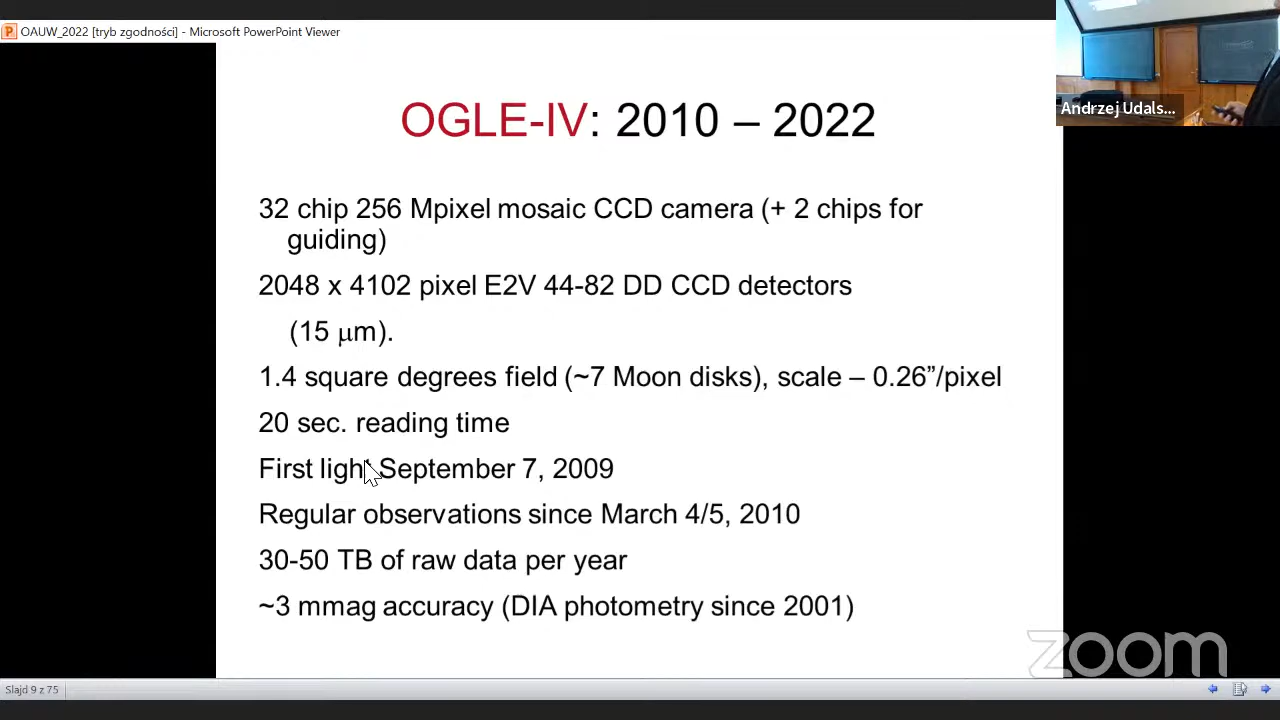 OAUW_2022 [tryb zgodności] - Microsoft PowerPoint Viewer
Andrzej Udals...
OGLE-IV: 2010 – 2022
32 chip 256 Mpixel mosaic CCD camera (+ 2 chips for
guiding)
2048 x 4102 pixel E2V 44-82 DD CCD detectors
(15 μm).
1.4 square degrees field (~7 Moon disks), scale – 0.26”/pixel
20 sec. reading time
First light September 7, 2009
Regular observations since March 4/5, 2010
30-50 TB of raw data per year
~3 mmag accuracy (DIA photometry since 2001)
zoom
Slajd 9 z 75